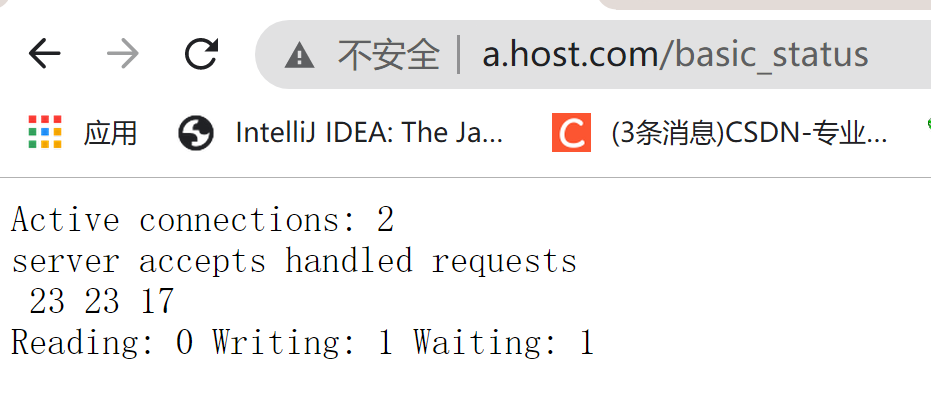 不安全 a.host.com/basic_status
应用 IntelliJ IDEA: The Ja... (3条消息)CSDN-专业...
Active connections: 2
server accepts handled requests
23 23 17
Reading: 0 Writing: 1 Waiting: 1